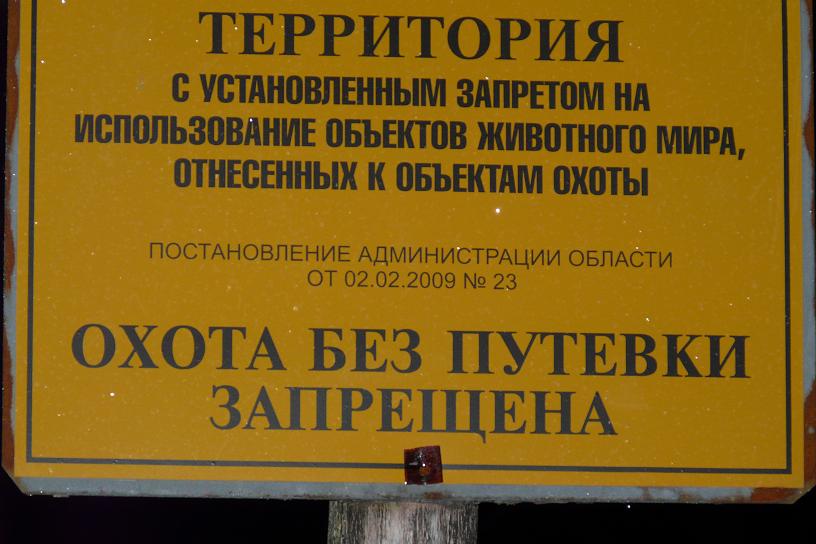 ТЕРРИТОРИЯ
С УСТАНОВЛЕННЫМ ЗАПРЕТОМ НА
ИСПОЛЬЗОВАНИЕ ОБЪЕКТОВ ЖИВОТНОГО МИРА,
ОТНЕСЕННЫХ К ОБЪЕКТАМ ОХОТЫ
ПОСТАНОВЛЕНИЕ АДМИНИСТРАЦИИ ОБЛАСТИ
ОТ 02.02.2009 № 23
ОХОТА БЕЗ ПУТЕВКИ
ЗАПРЕЩЕНА